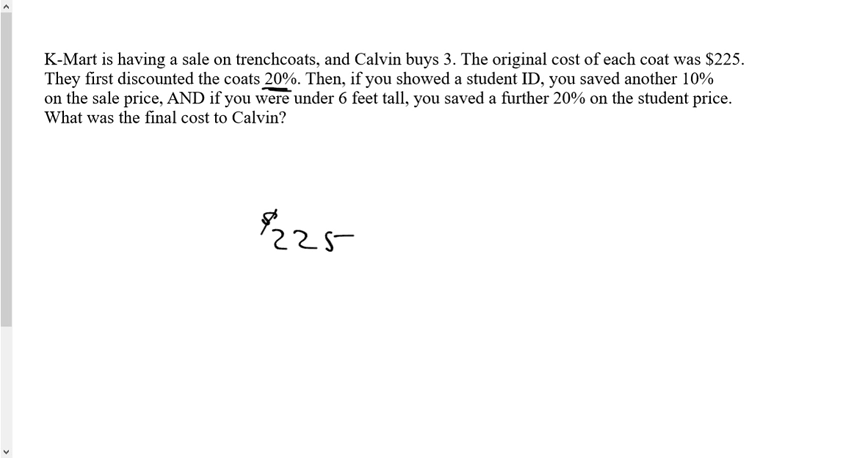 K-Mart is having a sale on trenchcoats, and Calvin buys 3. The original cost of each coat was $225.
They first discounted the coats 20%. Then, if you showed a student ID, you saved another 10%
on the sale price, AND if you were under 6 feet tall, you saved a further 20% on the student price.
What was the final cost to Calvin?
$225